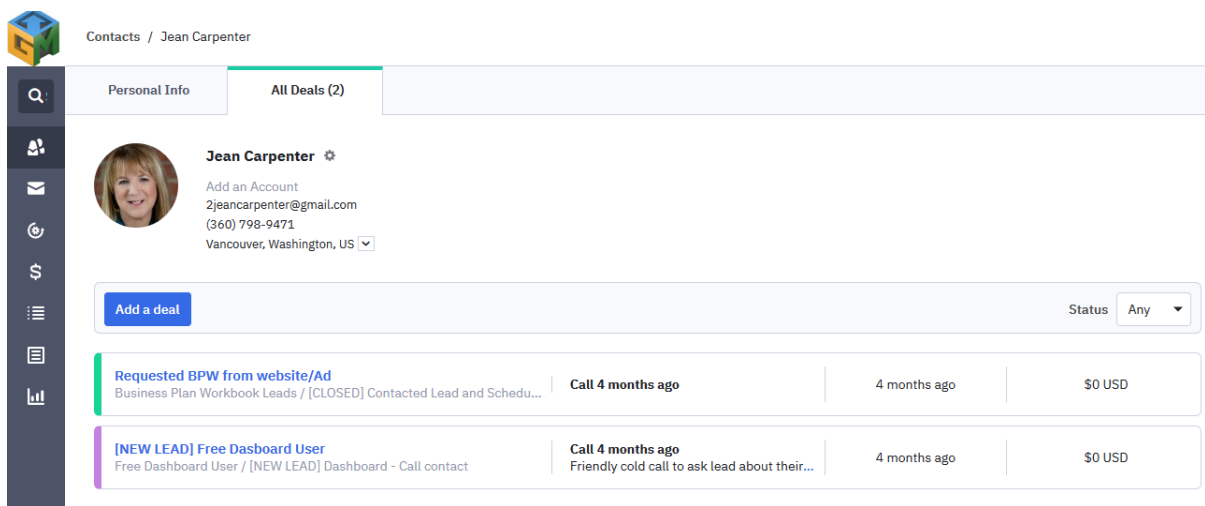 GTM
Contacts / Jean Carpenter
Personal Info
All Deals (2)
Jean Carpenter
Add an Account
2jeancarpenter@gmail.com
(360) 798-9471
Vancouver, Washington, US
Add a deal
Status Any
Requested BPW from website/Ad
Business Plan Workbook Leads / [CLOSED] Contacted Lead and Schedu...
Call 4 months ago
4 months ago
$0 USD
[NEW LEAD] Free Dasboard User
Free Dashboard User / [NEW LEAD] Dashboard - Call contact
Call 4 months ago
Friendly cold call to ask lead about their...
4 months ago
$0 USD